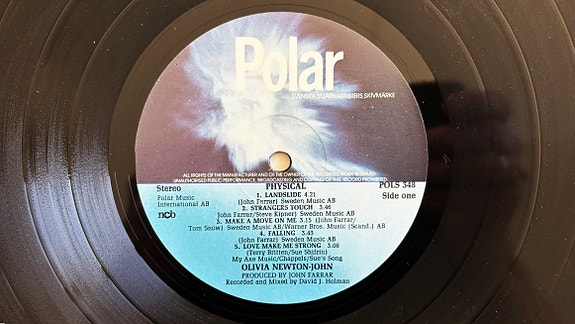 Polar
SVENSKA STJÄRNARNERS SKIVMÄRKE
ALL RIGHTS OF THE MANUFACTURER AND OF THE OWNER OF THE RECORDED WORK RESERVED
UNAUTHORISED PUBLIC PERFORMANCE, BROADCASTING AND COPYING OF THIS RECORD PROHIBITED.
Stereo
PHYSICAL
POLS 348
Polar Music
International AB
Side one
ncb
1. LANDSLIDE 4.21
(John Farrar) Sweden Music AB
2. STRANGERS TOUCH 3.46
John Farrar/Steve Kipner) Sweden Music AB
3. MAKE A MOVE ON ME 3.15 (John Farrar/
Tom Snow) Sweden Music AB/Warner Bros. Music (Scand.) AB
4. FALLING 3.43
(John Farrar) Sweden Music AB
5. LOVE MAKE ME STRONG 3.06
(Terry Britten/Sue Shifrin)
My Axe Music/Chappols/Sue's Song
OLIVIA NEWTON-JOHN
PRODUCED BY JOHN FARRAR
Recorded and Mixed by David J. Holman